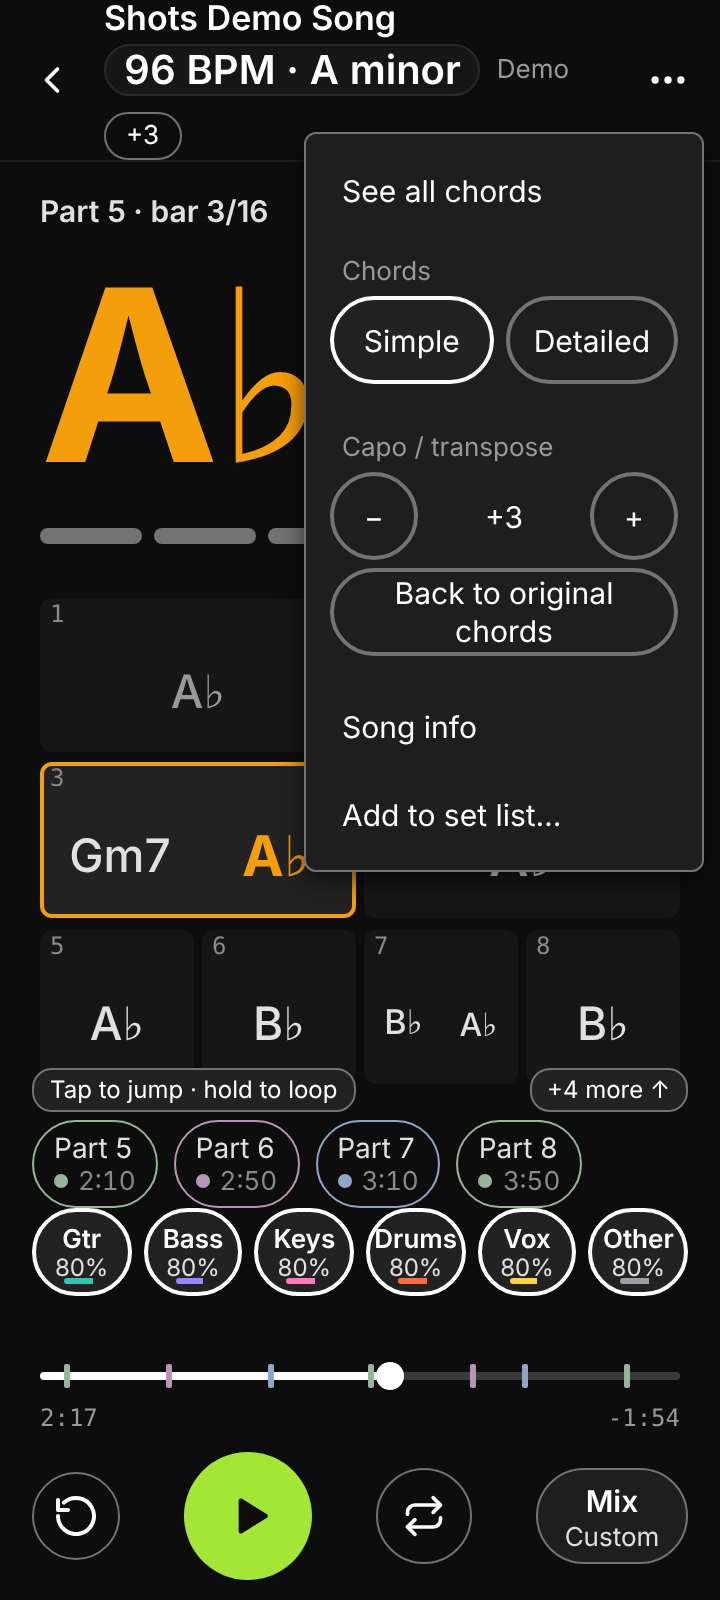 Shots Demo Song
96 BPM · A minor
Demo
+3
Part 5 · bar 3/16
A♭
See all chords
Chords
Simple
Detailed
Capo / transpose
−
+3
+
Back to original
chords
Song info
Add to set list...
1
A♭
3
Gm7
A♭
5
A♭
6
B♭
7
B♭
A♭
8
B♭
Tap to jump · hold to loop
+4 more ↑
Part 5
2:10
Part 6
2:50
Part 7
3:10
Part 8
3:50
Gtr
80%
Bass
80%
Keys
80%
Drums
80%
Vox
80%
Other
80%
2:17
-1:54
Mix
Custom